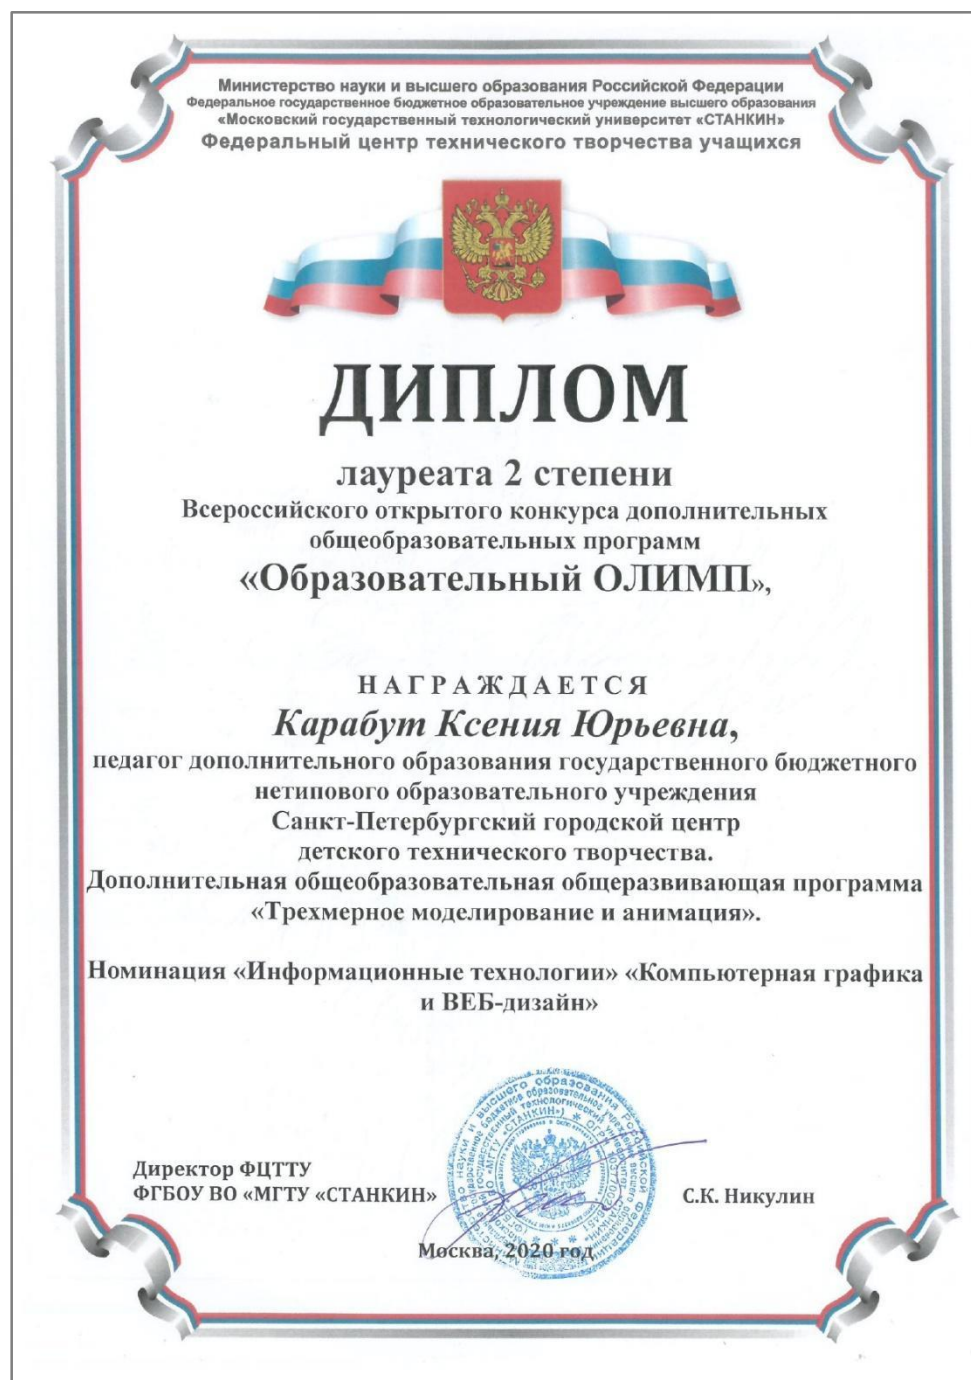 Министерство науки и высшего образования Российской Федерации
Федеральное государственное бюджетное образовательное учреждение высшего образования
«Московский государственный технологический университет «СТАНКИН»
Федеральный центр технического творчества учащихся
ДИПЛОМ
лауреата 2 степени
Всероссийского открытого конкурса дополнительных
общеобразовательных программ
«Образовательный ОЛИМП»,
НАГРАЖДАЕТСЯ
Карабут Ксения Юрьевна,
педагог дополнительного образования государственного бюджетного
нетипового образовательного учреждения
Санкт-Петербургский городской центр
детского технического творчества.
Дополнительная общеобразовательная общеразвивающая программа
«Трехмерное моделирование и анимация».
Номинация «Информационные технологии» «Компьютерная графика
и ВЕБ-дизайн»
Директор ФЦТТУ
ФГБОУ ВО «МГТУ «СТАНКИН»
С.К. Никулин
Москва, 2020 год